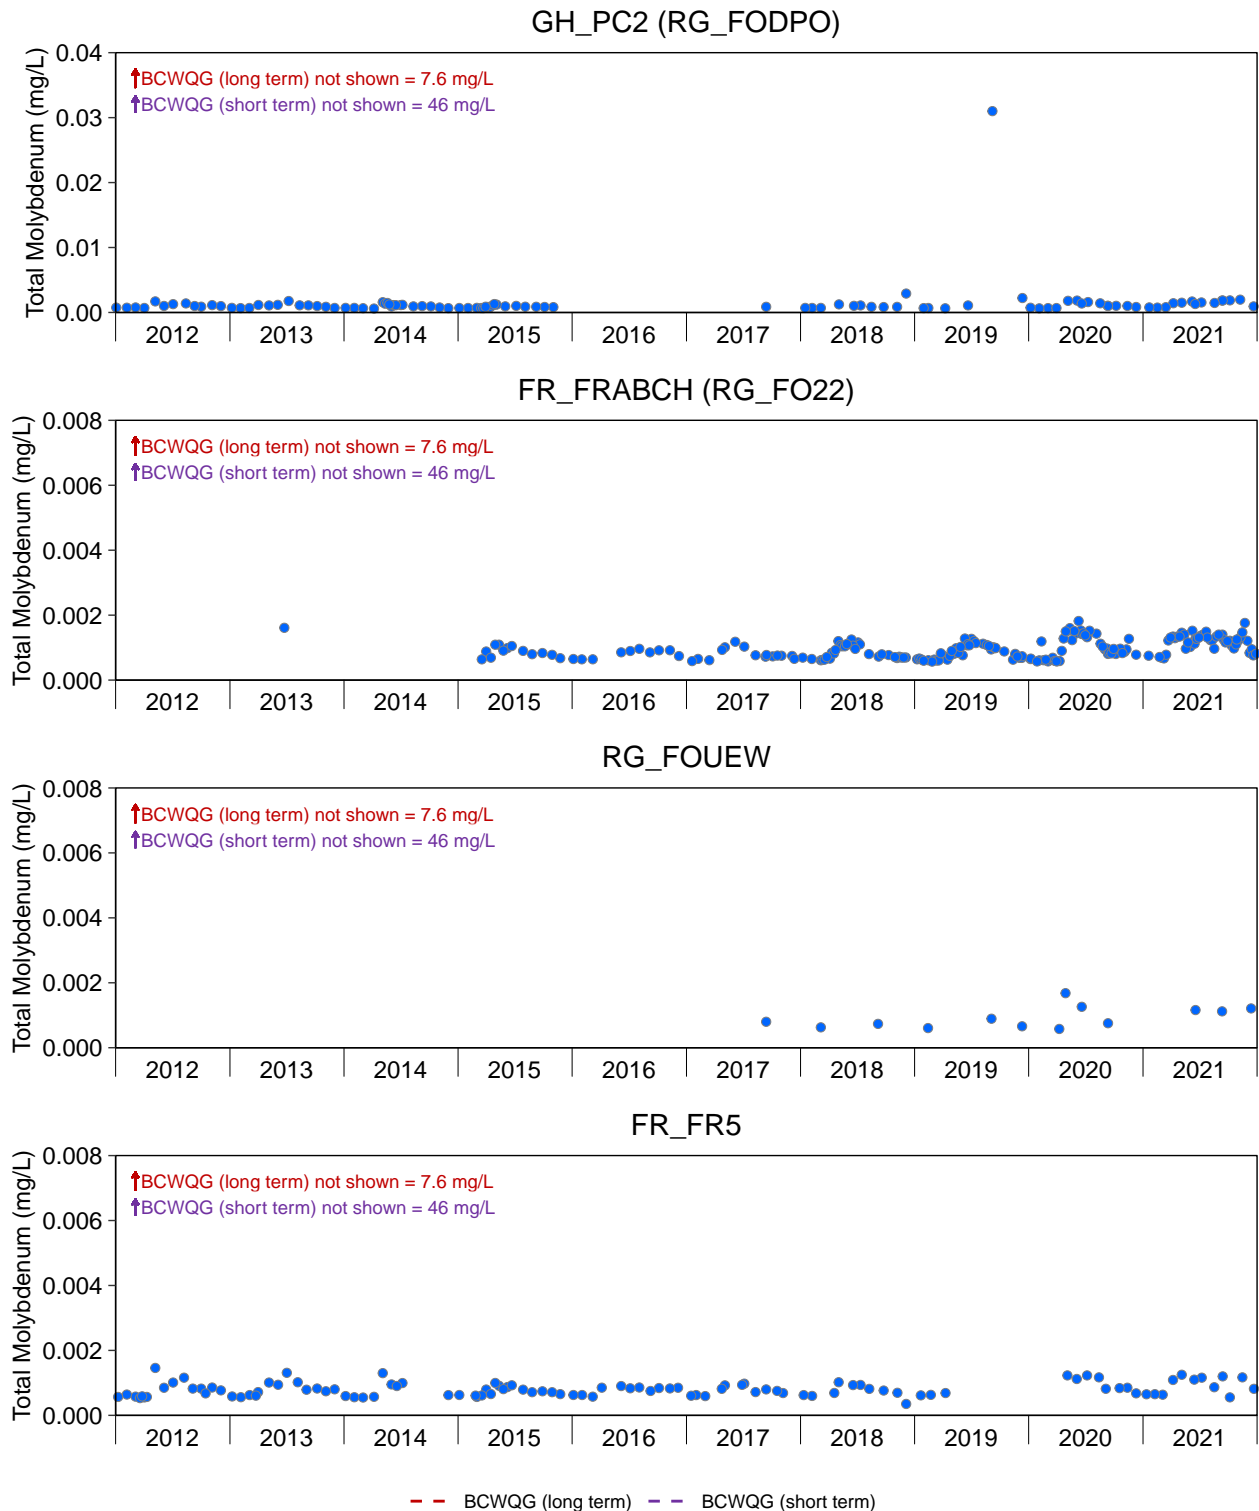 GH_PC2 (RG_FODPO)
Total Molybdenum (mg/L)
0.04
0.03
0.02
0.01
0.00
↑BCWQG (long term) not shown = 7.6 mg/L
↑BCWQG (short term) not shown = 46 mg/L
2012 2013 2014 2015 2016 2017 2018 2019 2020 2021
FR_FRABCH (RG_FO22)
Total Molybdenum (mg/L)
0.008
0.006
0.004
0.002
0.000
↑BCWQG (long term) not shown = 7.6 mg/L
↑BCWQG (short term) not shown = 46 mg/L
2012 2013 2014 2015 2016 2017 2018 2019 2020 2021
RG_FOUEW
Total Molybdenum (mg/L)
0.008
0.006
0.004
0.002
0.000
↑BCWQG (long term) not shown = 7.6 mg/L
↑BCWQG (short term) not shown = 46 mg/L
2012 2013 2014 2015 2016 2017 2018 2019 2020 2021
FR_FR5
Total Molybdenum (mg/L)
0.008
0.006
0.004
0.002
0.000
↑BCWQG (long term) not shown = 7.6 mg/L
↑BCWQG (short term) not shown = 46 mg/L
2012 2013 2014 2015 2016 2017 2018 2019 2020 2021
BCWQG (long term) BCWQG (short term)